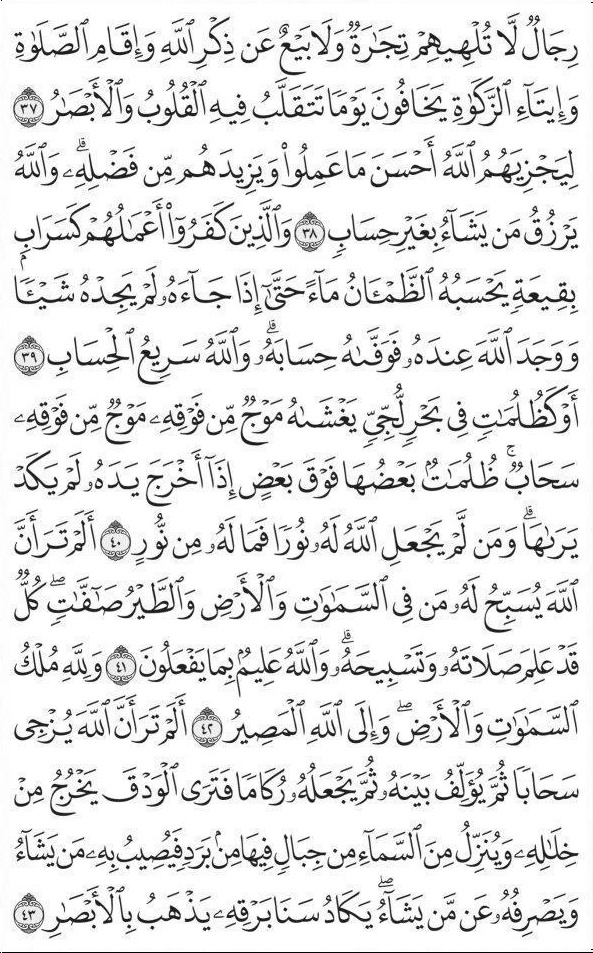 رِجَالٌ لَّا تُلْهِيهِمْ تِجَٰرَةٌ وَلَا بَيْعٌ عَن ذِكْرِ ٱللَّهِ وَإِقَامِ ٱلصَّلَوٰةِ
وَإِيتَآءِ ٱلزَّكَوٰةِ يَخَافُونَ يَوْمًا تَتَقَلَّبُ فِيهِ ٱلْقُلُوبُ وَٱلْأَبْصَٰرُ ٣٧
لِيَجْزِيَهُمُ ٱللَّهُ أَحْسَنَ مَا عَمِلُوا۟ وَيَزِيدَهُم مِّن فَضْلِهِۦۗ وَٱللَّهُ
يَرْزُقُ مَن يَشَآءُ بِغَيْرِ حِسَابٍ ٣٨ وَٱلَّذِينَ كَفَرُوٓا۟ أَعْمَٰلُهُمْ كَسَرَابٍۭ
بِقِيعَةٍ يَحْسَبُهُ ٱلظَّمْـَٔانُ مَآءً حَتَّىٰٓ إِذَا جَآءَهُۥ لَمْ يَجِدْهُ شَيْـًٔا
وَوَجَدَ ٱللَّهَ عِندَهُۥ فَوَفَّىٰهُ حِسَابَهُۥۗ وَٱللَّهُ سَرِيعُ ٱلْحِسَابِ ٣٩
أَوْ كَظُلُمَٰتٍ فِى بَحْرٍ لُّجِّىٍّ يَغْشَىٰهُ مَوْجٌ مِّن فَوْقِهِۦ مَوْجٌ مِّن فَوْقِهِۦ
سَحَابٌۚ ظُلُمَٰتٌۢ بَعْضُهَا فَوْقَ بَعْضٍ إِذَآ أَخْرَجَ يَدَهُۥ لَمْ يَكَدْ
يَرَىٰهَاۗ وَمَن لَّمْ يَجْعَلِ ٱللَّهُ لَهُۥ نُورًا فَمَا لَهُۥ مِن نُّورٍ ٤٠ أَلَمْ تَرَ أَنَّ
ٱللَّهَ يُسَبِّحُ لَهُۥ مَن فِى ٱلسَّمَٰوَٰتِ وَٱلْأَرْضِ وَٱلطَّيْرُ صَٰٓفَّٰتٍۖ كُلٌّ
قَدْ عَلِمَ صَلَاتَهُۥ وَتَسْبِيحَهُۥۗ وَٱللَّهُ عَلِيمٌۢ بِمَا يَفْعَلُونَ ٤١ وَلِلَّهِ مُلْكُ
ٱلسَّمَٰوَٰتِ وَٱلْأَرْضِۖ وَإِلَى ٱللَّهِ ٱلْمَصِيرُ ٤٢ أَلَمْ تَرَ أَنَّ ٱللَّهَ يُزْجِى
سَحَابًا ثُمَّ يُؤَلِّفُ بَيْنَهُۥ ثُمَّ يَجْعَلُهُۥ رُكَامًا فَتَرَى ٱلْوَدْقَ يَخْرُجُ مِنْ
خِلَٰلِهِۦ وَيُنَزِّلُ مِنَ ٱلسَّمَآءِ مِن جِبَالٍ فِيهَا مِنۢ بَرَدٍ فَيُصِيبُ بِهِۦ مَن يَشَآءُ
وَيَصْرِفُهُۥ عَن مَّن يَشَآءُۖ يَكَادُ سَنَا بَرْقِهِۦ يَذْهَبُ بِٱلْأَبْصَٰرِ ٤٣